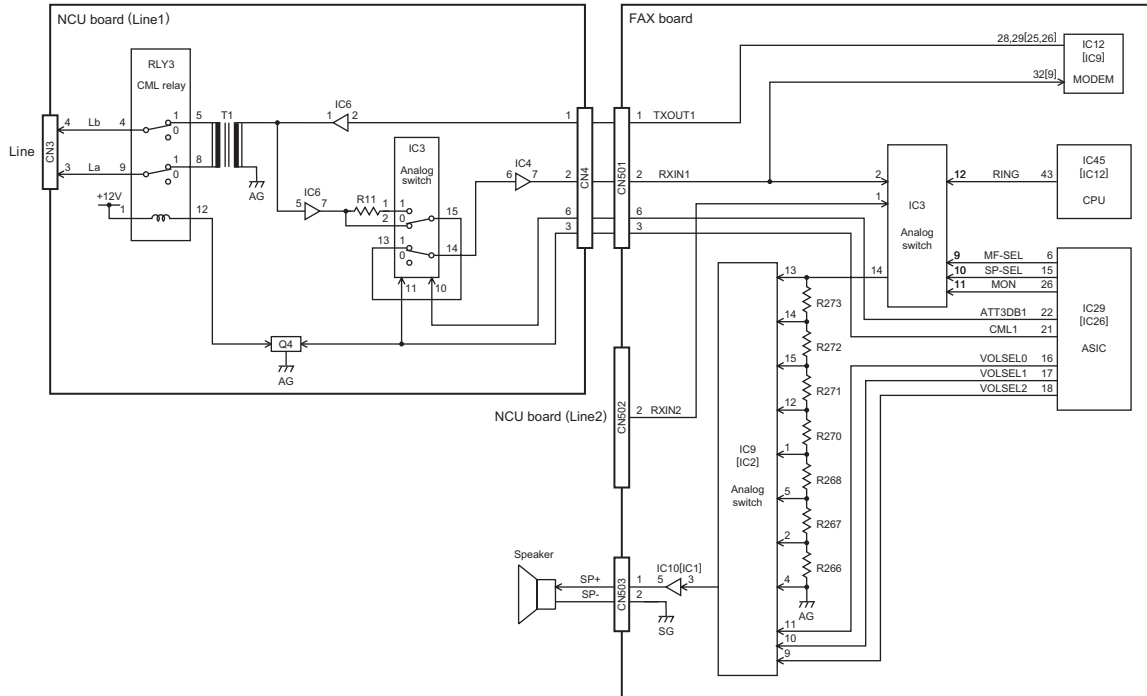 NCU board (Line1)
FAX board
RLY3
CML relay
28,29[25,26]
IC12
[IC9]
MODEM
32[9]
T1
IC6
1 2
1 1 TXOUT1
Line
CN3
4 Lb 4
1 5
0
3 La 9
1 8
0
AG
+12V
1
12
IC3
Analog
switch
IC4
6 7
2
CN4
CN501
2 RXIN1
IC6
5 7
R11
1 1
2 0
15
13 1
0
14
11
10
6
3
6
3
Q4
AG
2
1
IC3
Analog
switch
14
12 RING 43
IC45
[IC12]
CPU
9 MF-SEL 6
10 SP-SEL 15
11 MON 26
ATT3DB1 22
CML1 21
VOLSEL0 16
VOLSEL1 17
VOLSEL2 18
IC29
[IC26]
ASIC
13
R273
14
R272
15
R271
12
R270
1
R268
5
R267
2
R266
4
AG
IC9
[IC2]
Analog
switch
11
10
9
NCU board (Line2)
CN502
2 RXIN2
Speaker
SP+
SP-
CN503
1
2
IC10[IC1]
5 3
SG